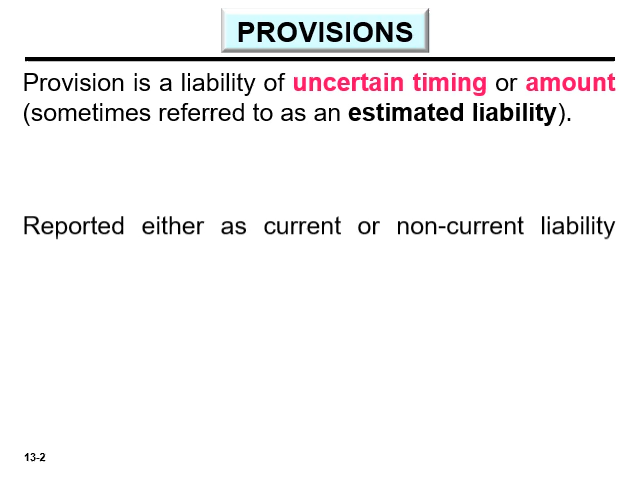 PROVISIONS
Provision is a liability of uncertain timing or amount
(sometimes referred to as an estimated liability).
Reported either as current or non-current liability
13-2